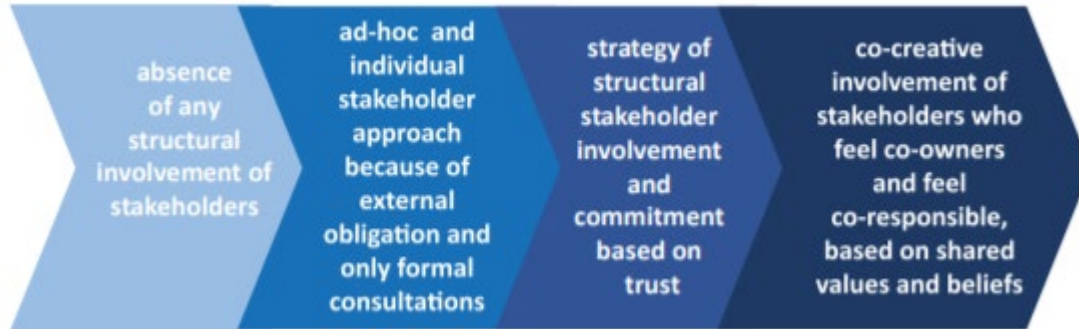 absence
of any
structural
involvement of
stakeholders
ad-hoc and
individual
stakeholder
approach
because of
external
obligation and
only formal
consultations
strategy of
structural
stakeholder
involvement
and
commitment
based on
trust
co-creative
involvement of
stakeholders who
feel co-owners
and feel
co-responsible,
based on shared
values and beliefs